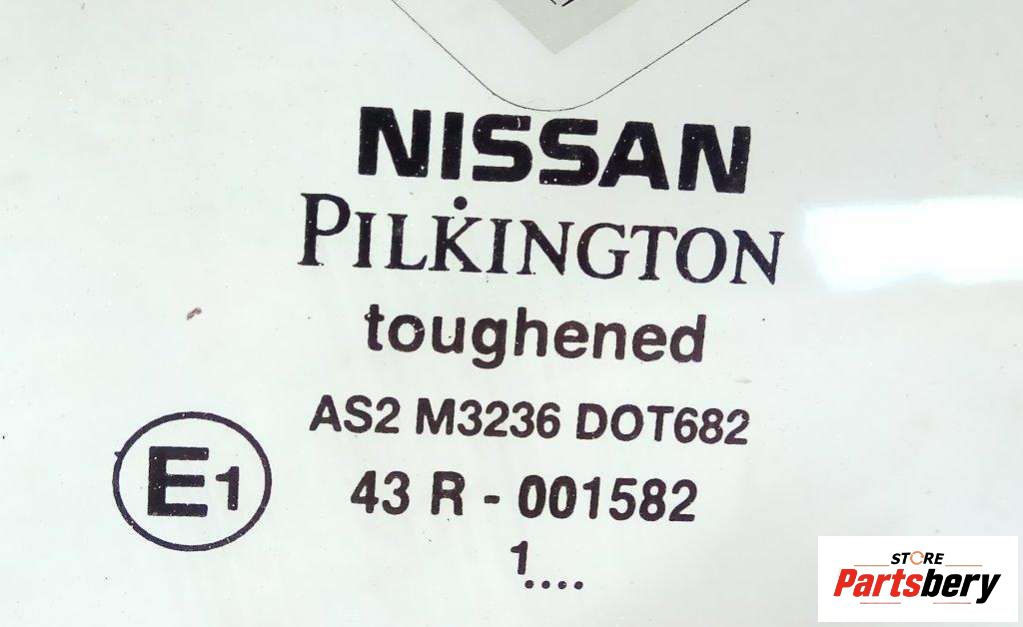 NISSAN
PILKINGTON
toughened
AS2 M3236 DOT682
E1
43 R - 001582
1....
STORE
Partsbery